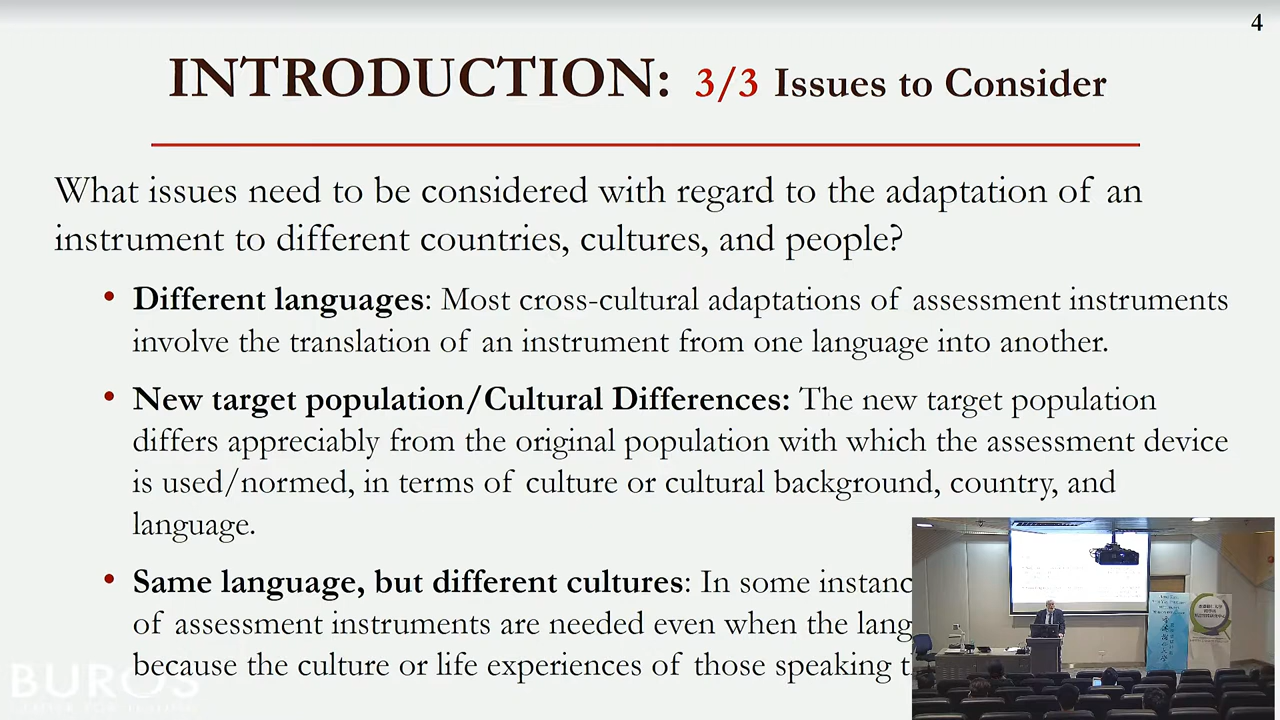 4
INTRODUCTION: 3/3 Issues to Consider
What issues need to be considered with regard to the adaptation of an
instrument to different countries, cultures, and people?
• Different languages: Most cross-cultural adaptations of assessment instruments
involve the translation of an instrument from one language into another.
• New target population/Cultural Differences: The new target population
differs appreciably from the original population with which the assessment device
is used/normed, in terms of culture or cultural background, country, and
language.
• Same language, but different cultures: In some instanc
of assessment instruments are needed even when the lang
because the culture or life experiences of those speaking t
BUROS